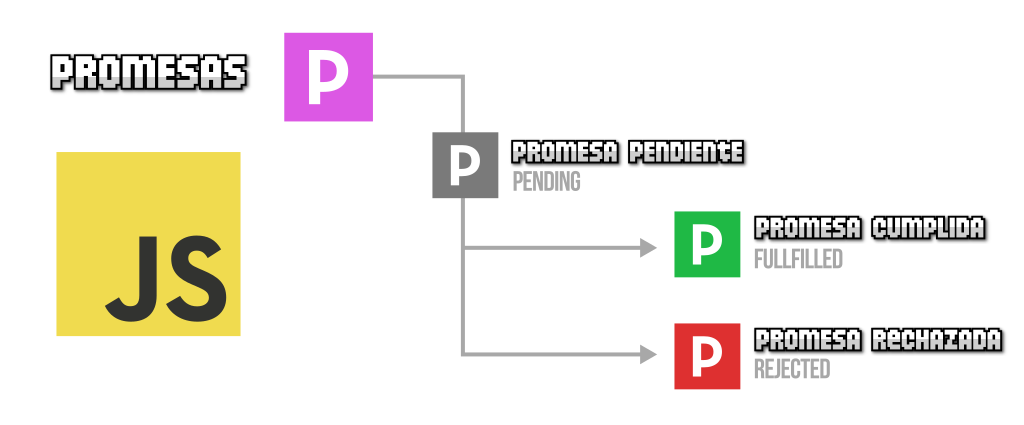 PROMESAS
P
P
PROMESA PENDIENTE
PENDING
P
PROMESA CUMPLIDA
FULLFILLED
JS
P
PROMESA RECHAZADA
REJECTED